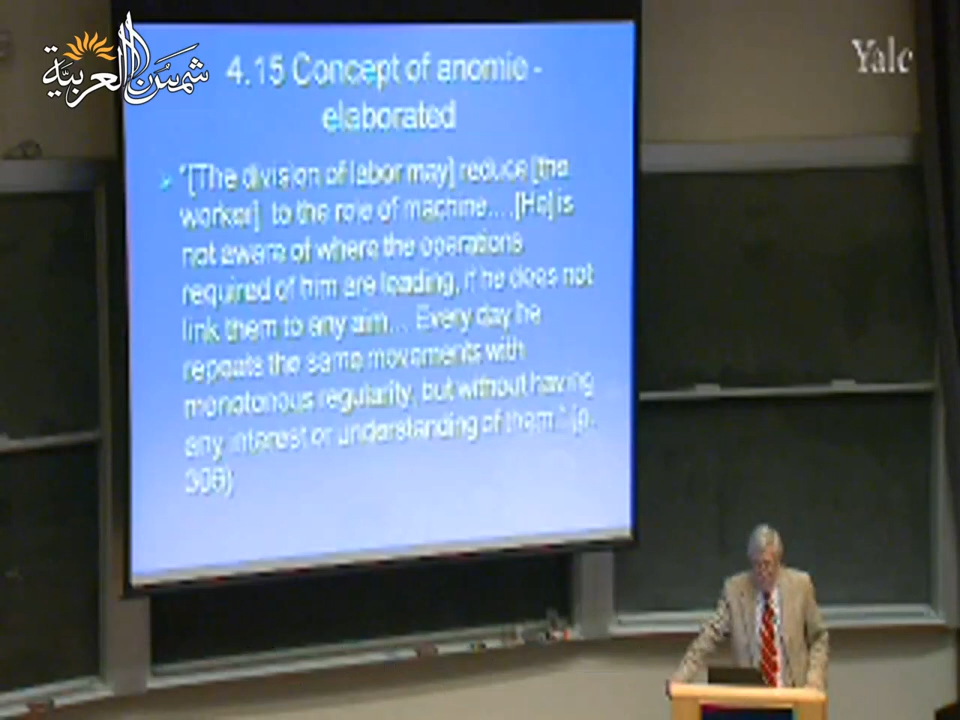 شمس العربية
Yale
4.15 Concept of anomie -
elaborated
"[The division of labor may] reduce [the
worker] to the role of machine....[He] is
not aware of where the operations
required of him are leading, if he does not
link them to any aim... Every day he
repeats the same movements with
monotonous regularity, but without having
any interest or understanding of them." (p.
306)